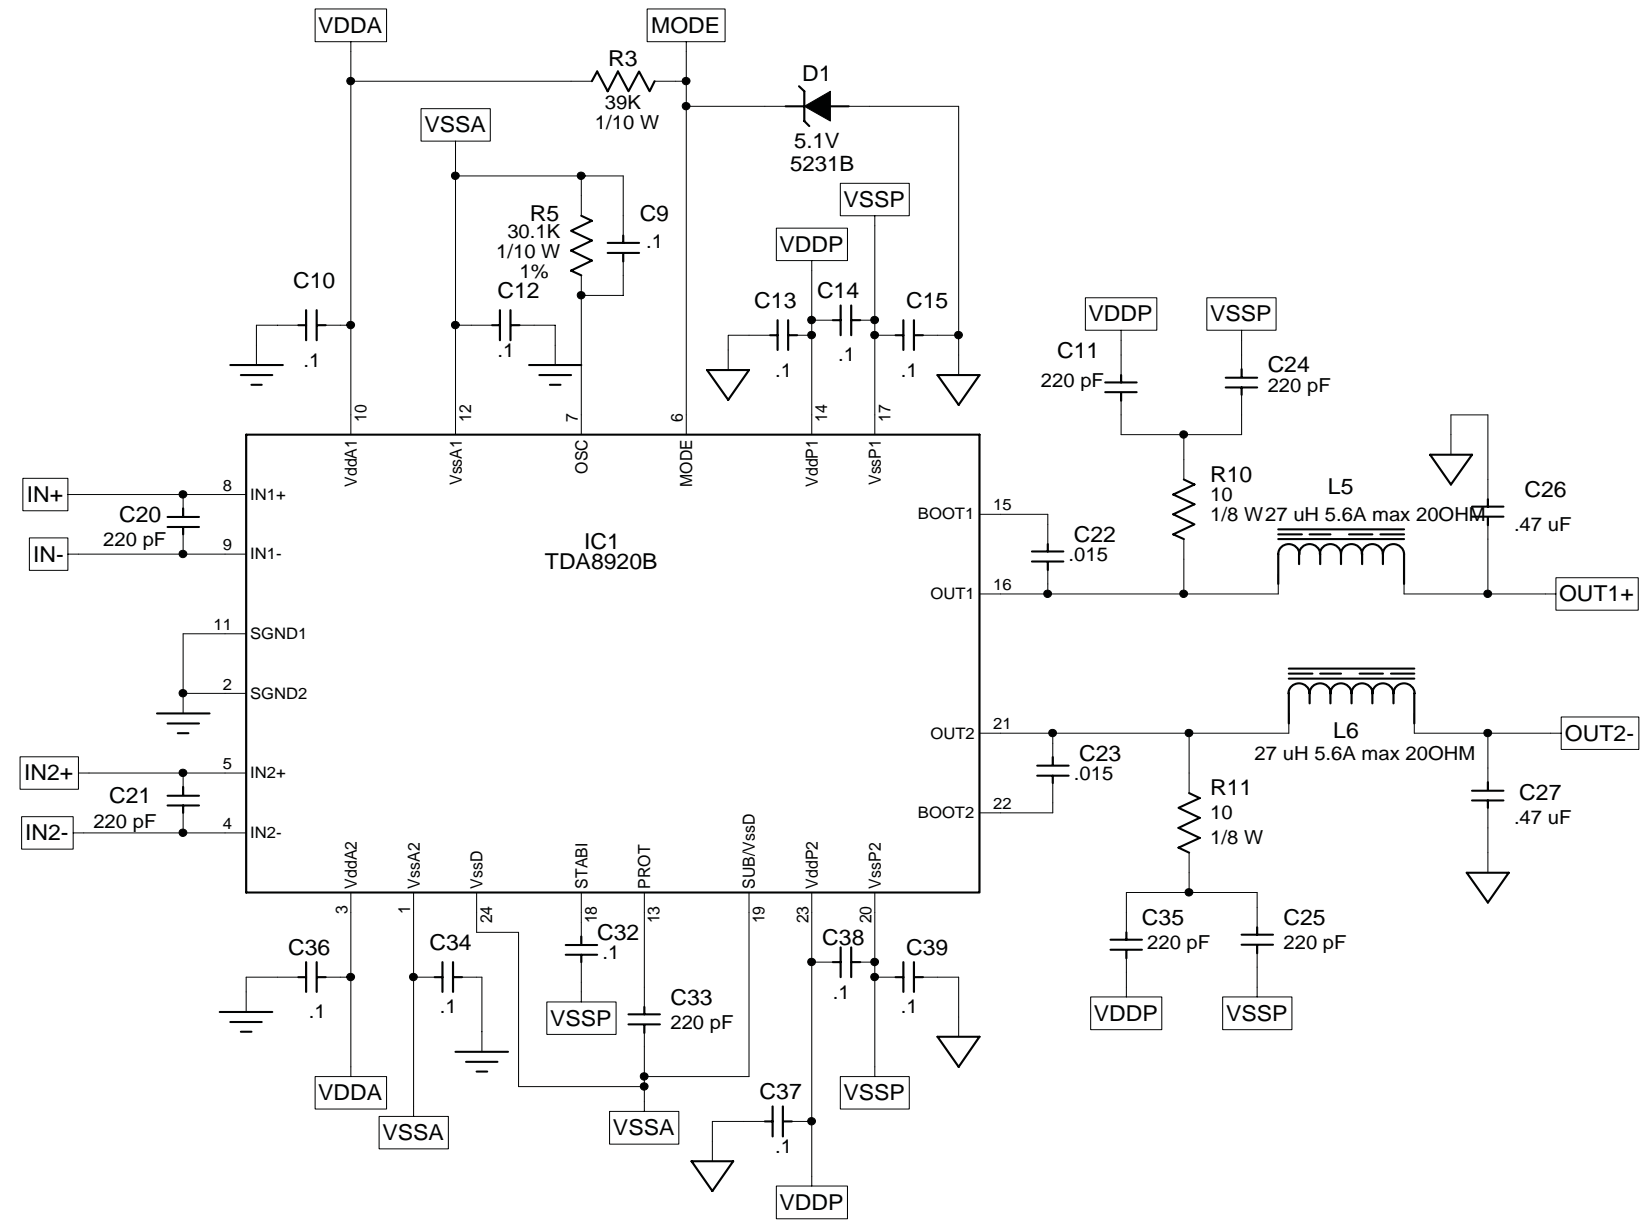 VDDA
MODE
R3
39K
1/10 W
D1
5.1V
5231B
VSSA
VSSP
VDDP
R5
30.1K
1/10 W
1%
C9
.1
C10
.1
C12
.1
C13
.1
C14
.1
C15
.1
VDDP
VSSP
C11
220 pF
C24
220 pF
10
12
7
6
14
17
VddA1
VssA1
OSC
MODE
VddP1
VssP1
IN+
8
IN1+
C20
220 pF
IN-
9
IN1-
IC1
TDA8920B
BOOT1
15
C22
.015
OUT1
16
R10
10
1/8 W
L5
27 uH 5.6A max 20OHM
C26
.47 uF
OUT1+
11
SGND1
2
SGND2
OUT2
21
C23
.015
BOOT2
22
L6
27 uH 5.6A max 20OHM
OUT2-
R11
10
1/8 W
C27
.47 uF
IN2+
5
IN2+
C21
220 pF
IN2-
4
IN2-
VddA2
VssA2
VssD
STABI
PROT
SUB/VssD
VddP2
VssP2
3
1
24
18
13
19
23
20
C36
.1
C34
.1
C32
.1
VSSP
C33
220 pF
C38
.1
C39
.1
C35
220 pF
C25
220 pF
VDDP
VSSP
VDDA
VSSA
VSSA
C37
.1
VSSP
VDDP